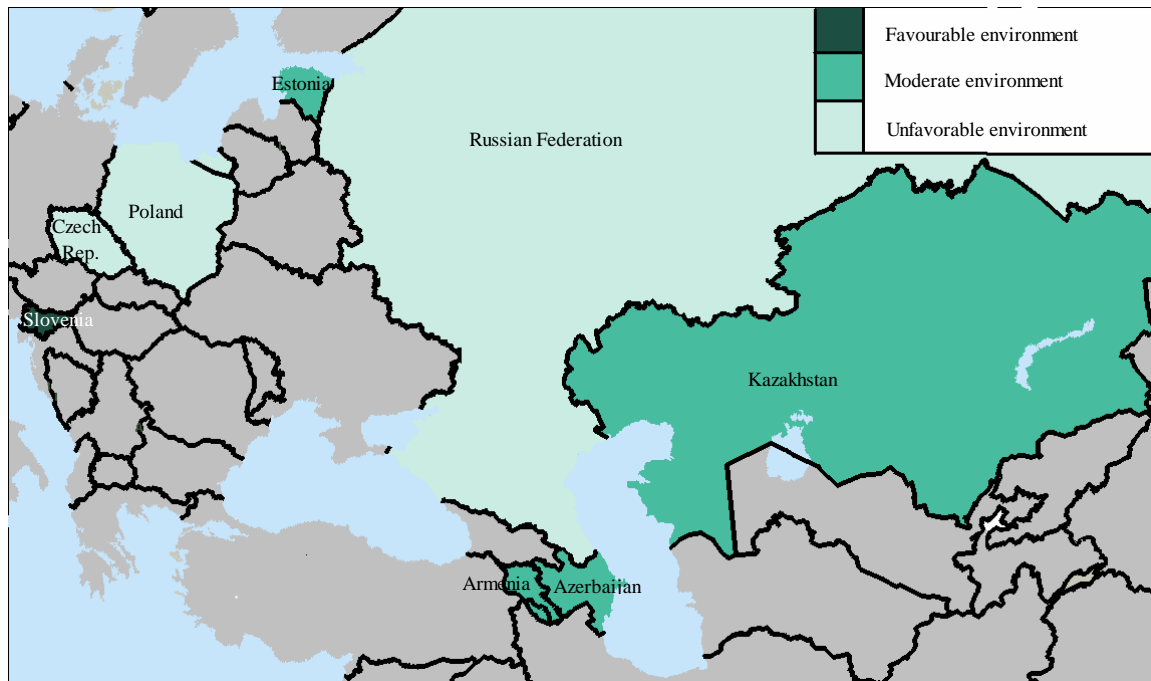 Favourable environment
Moderate environment
Unfavorable environment
Estonia
Russian Federation
Poland
Czech
Rep.
Slovenia
Kazakhstan
Armenia
Azerbaijan